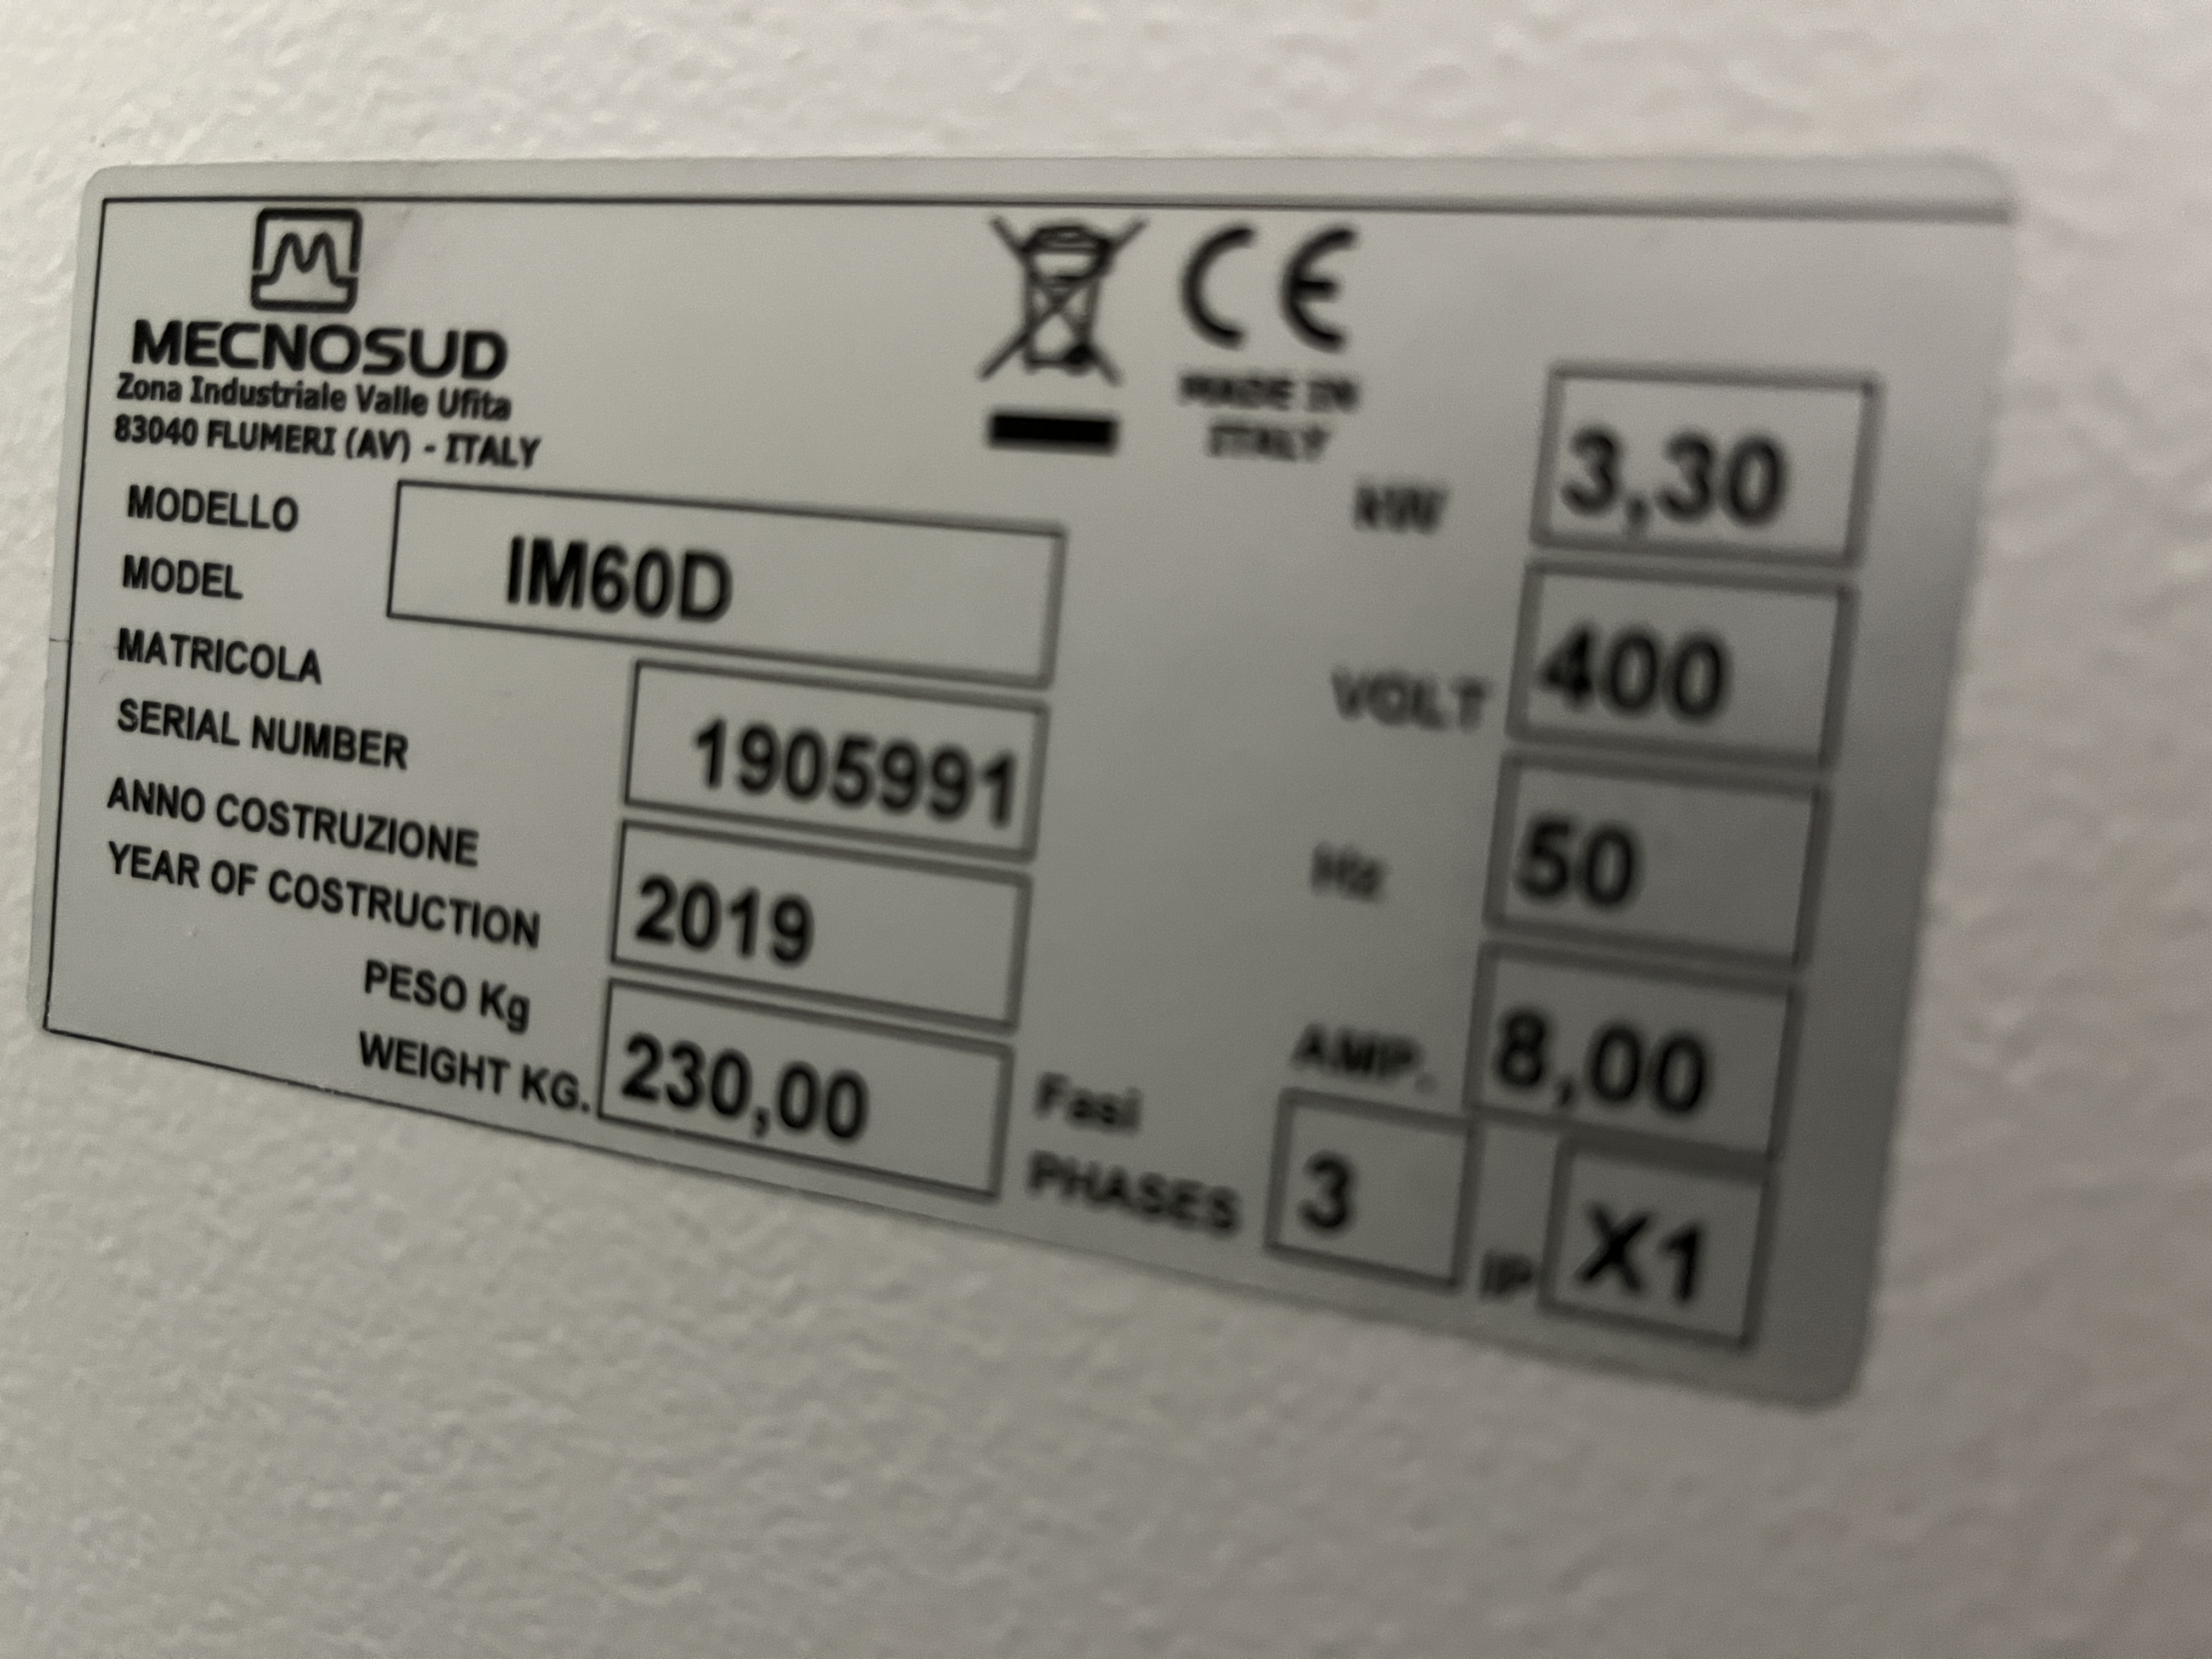 MECNOSUD
Zona Industriale Valle Ufita
83040 FLUMERI (AV) - ITALY
CE
MADE IN
ITALY
MODELLO
MODEL
IM60D
MATRICOLA
SERIAL NUMBER
1905991
ANNO COSTRUZIONE
YEAR OF COSTRUCTION
2019
PESO Kg
WEIGHT KG.
230,00
kW
3,30
VOLT
400
Hz
50
AMP.
8,00
Fasi
PHASES
3
IP
X1